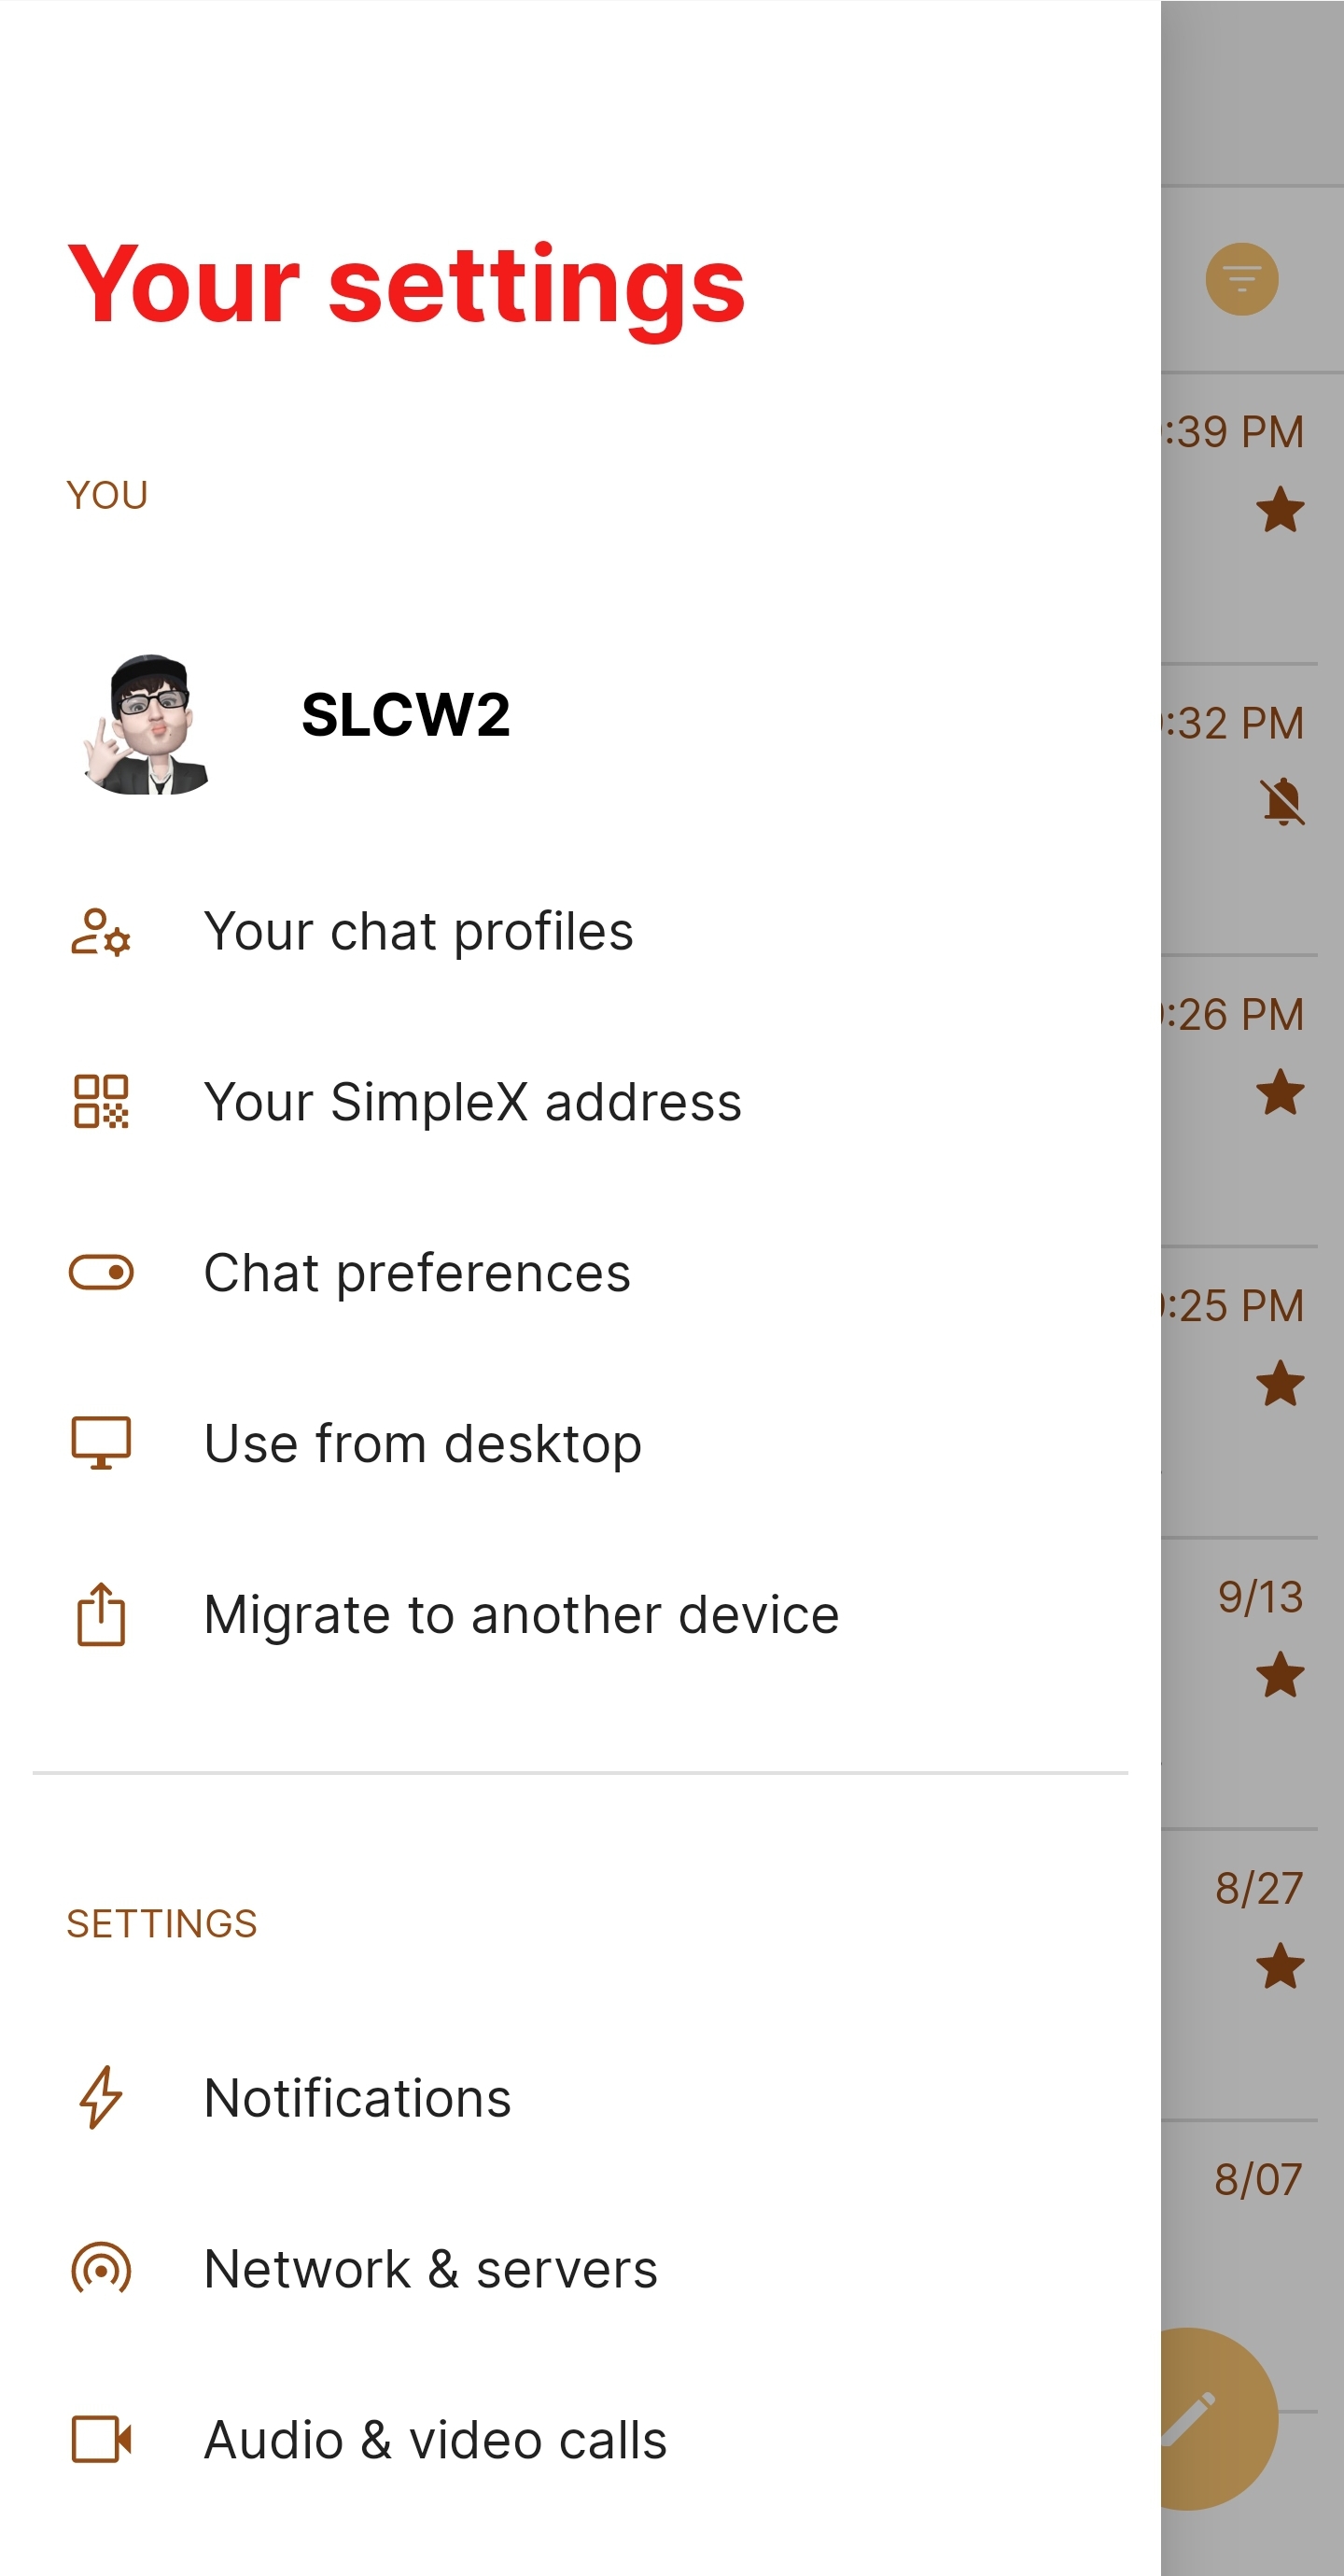 Your settings
YOU
SLCW2
Your chat profiles
Your SimpleX address
Chat preferences
Use from desktop
Migrate to another device
SETTINGS
Notifications
Network & servers
Audio & video calls
:39 PM
:32 PM
:26 PM
:25 PM
9/13
8/27
8/07